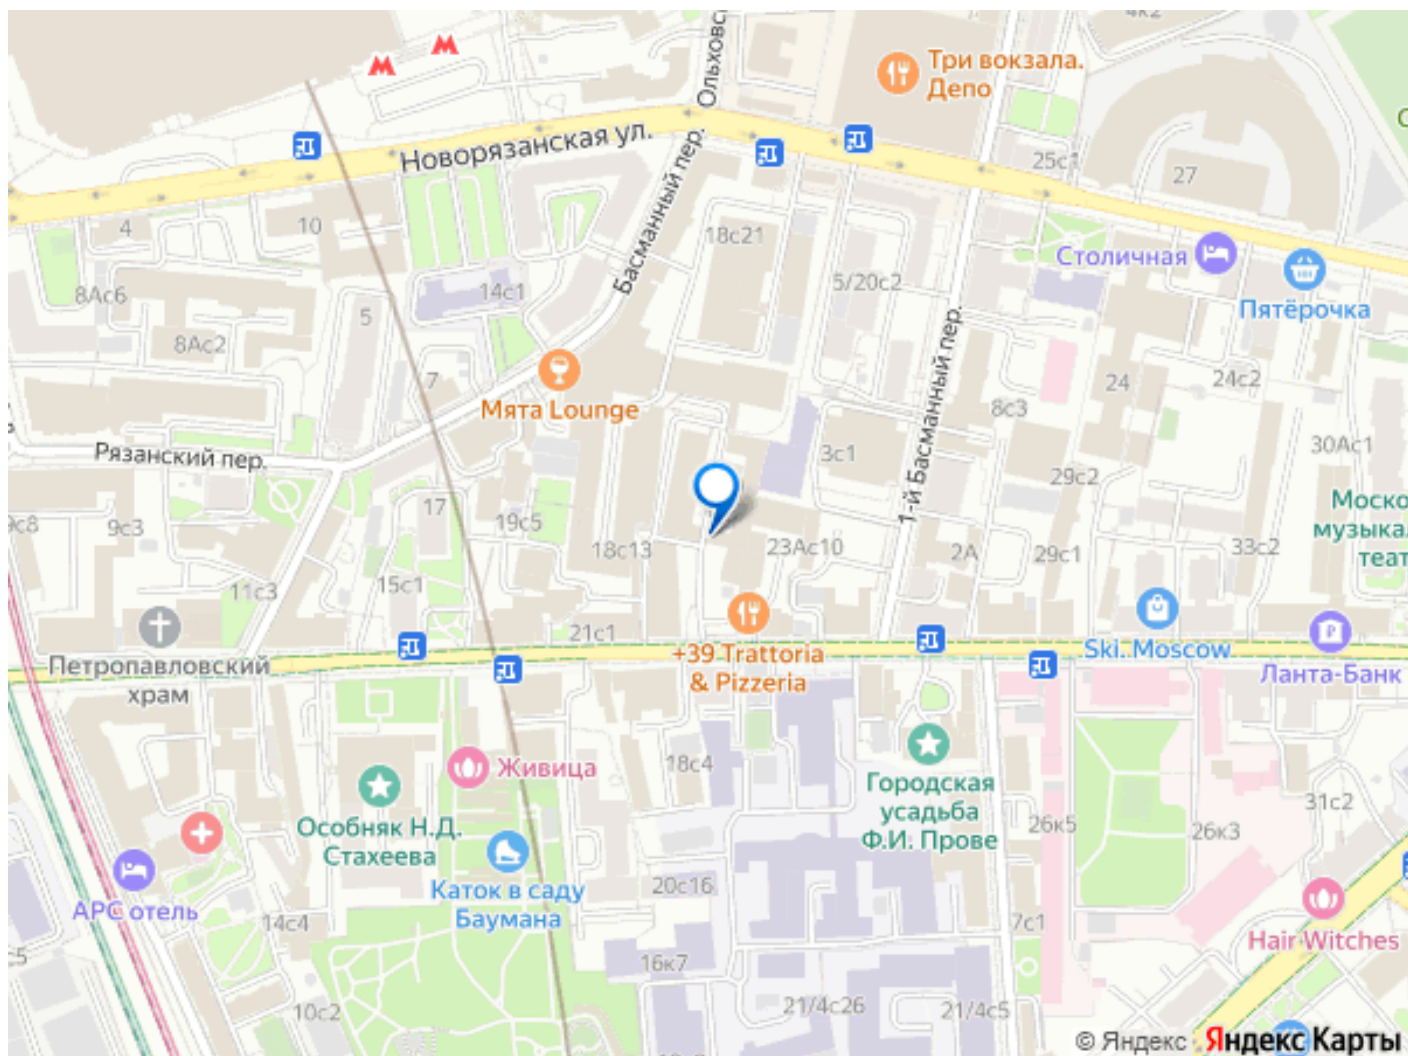 4к2
Ольховс
Три вокзала.
Депо
Новорязанская ул.
25с1
27
4
10
Басманный пер.
18с21
Столичная
8Ас6
14с1
5/20с2
Пятёрочка
5
8Ас2
7
1-й Басманный пер.
24
24с2
Мята Lounge
8с3
Рязанский пер.
3с1
30Ас1
29с2
17
Моско
музыка
теат
9с8
9с3
19с5
18с13
23Ас10
2А
29с1
33с2
15с1
11с3
21с1
Петропавловский
храм
+39 Trattoria
& Pizzeria
Ski. Moscow
Ланта-Банк
Живица
18с4
Городская
усадьба
Ф.И. Прове
31с2
Особняк Н.Д.
Стахеева
26к5
26к3
Каток в саду
Баумана
20с16
АРС отель
14с4
7с1
Hair Witches
16к7
10с2
21/4с26
21/4с5
© Яндекс
Яндекс Карты